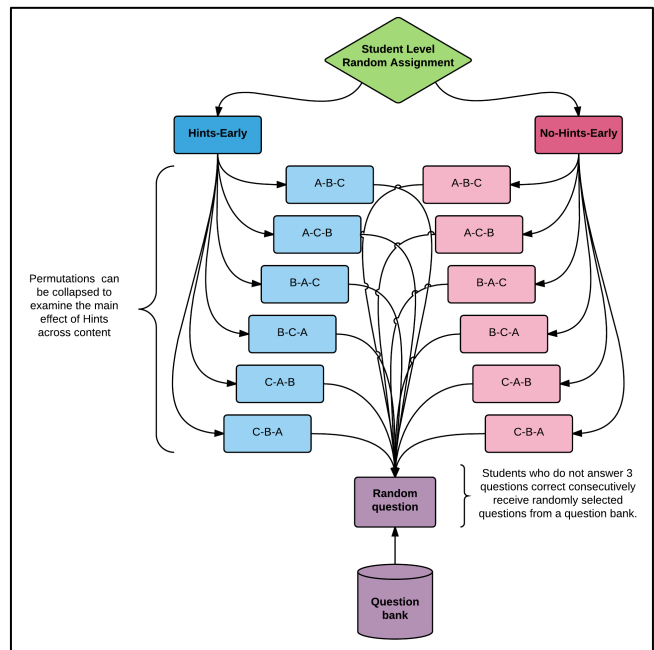 Student Level
Random Assignment
Hints-Early
No-Hints-Early
A-B-C
A-B-C
A-C-B
A-C-B
B-A-C
B-A-C
B-C-A
B-C-A
C-A-B
C-A-B
C-B-A
C-B-A
Permutations can
be collapsed to
examine the main
effect of Hints
across content
Random
question
Students who do not answer 3
questions correct consecutively
receive randomly selected
questions from a question bank.
Question
bank